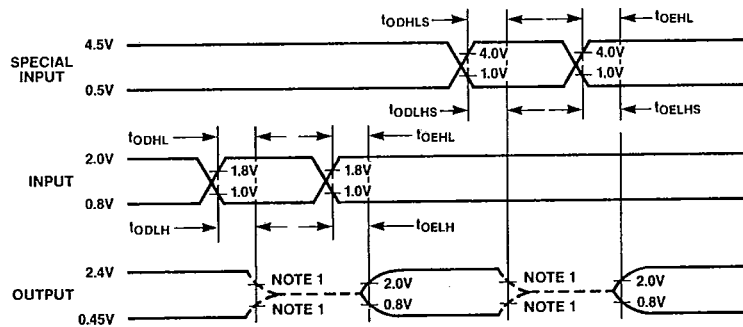 tODHLS
tOEHL
4.5V
4.0V
4.0V
SPECIAL INPUT
1.0V
1.0V
0.5V
tODLHS
tOELHS
tODHL
tOEHL
2.0V
1.8V
1.8V
INPUT
1.0V
1.0V
0.8V
tODLH
tOELH
2.4V
NOTE 1
2.0V
NOTE 1
2.0V
OUTPUT
NOTE 1
0.8V
NOTE 1
0.8V
0.45V